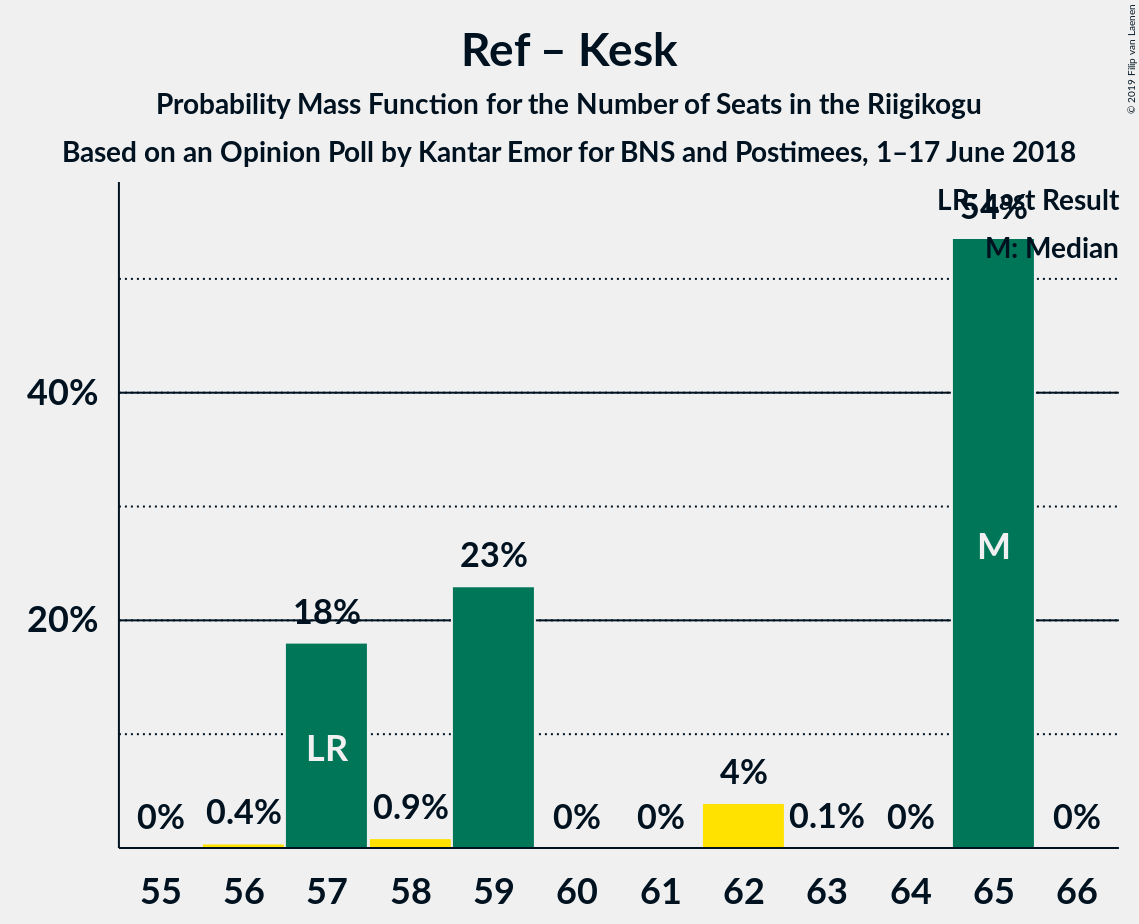 Ref – Kesk
Probability Mass Function for the Number of Seats in the Riigikogu
Based on an Opinion Poll by Kantar Emor for BNS and Postimees, 1–17 June 2018
© 2019 Filip van Laenen
LR: Last Result
M: Median
54%
40%
20%
0%
0.4%
18%
LR
0.9%
23%
0%
0%
4%
0.1%
0%
M
0%
55 56 57 58 59 60 61 62 63 64 65 66